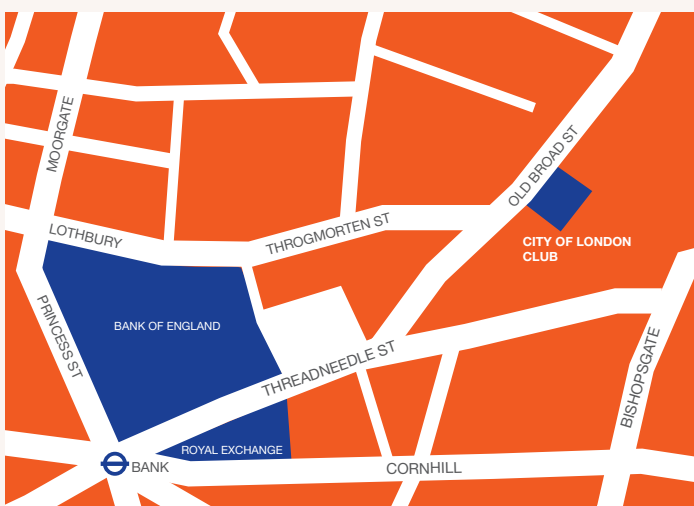 MOORGATE
OLD BROAD ST
LOTHBURY
THROGMORTEN ST
CITY OF LONDON
CLUB
PRINCESS ST
BANK OF ENGLAND
THREADNEEDLE ST
BISHOPSGATE
ROYAL EXCHANGE
BANK
CORNHILL